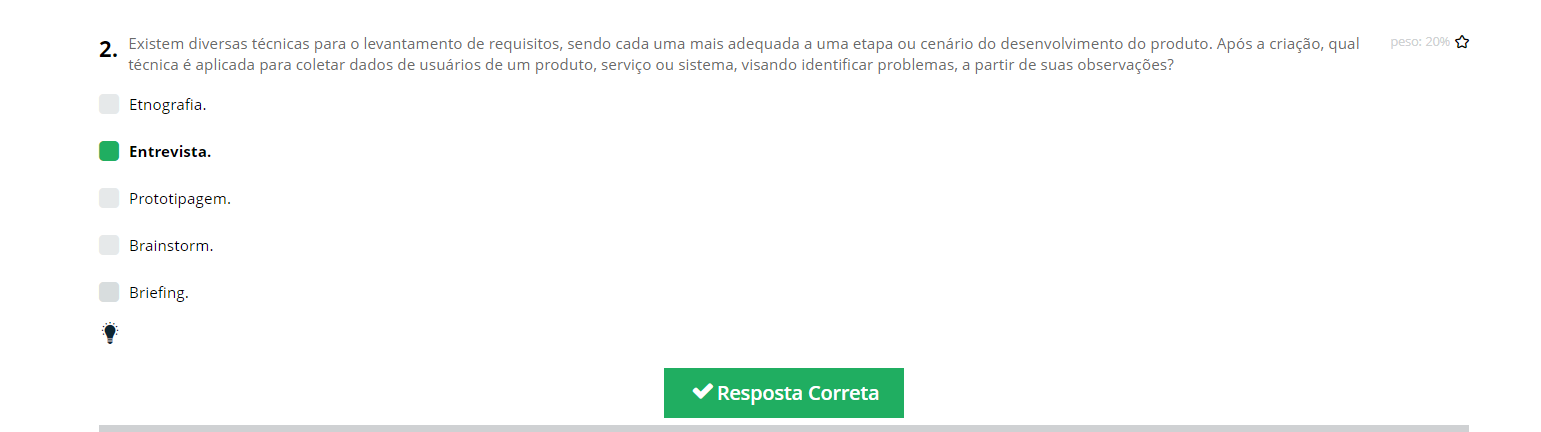 2. Existem diversas técnicas para o levantamento de requisitos, sendo cada uma mais adequada a uma etapa ou cenário do desenvolvimento do produto. Após a criação, qual peso: 20%
técnica é aplicada para coletar dados de usuários de um produto, serviço ou sistema, visando identificar problemas, a partir de suas observações?
Etnografia.
Entrevista.
Prototipagem.
Brainstorm.
Briefing.
Resposta Correta